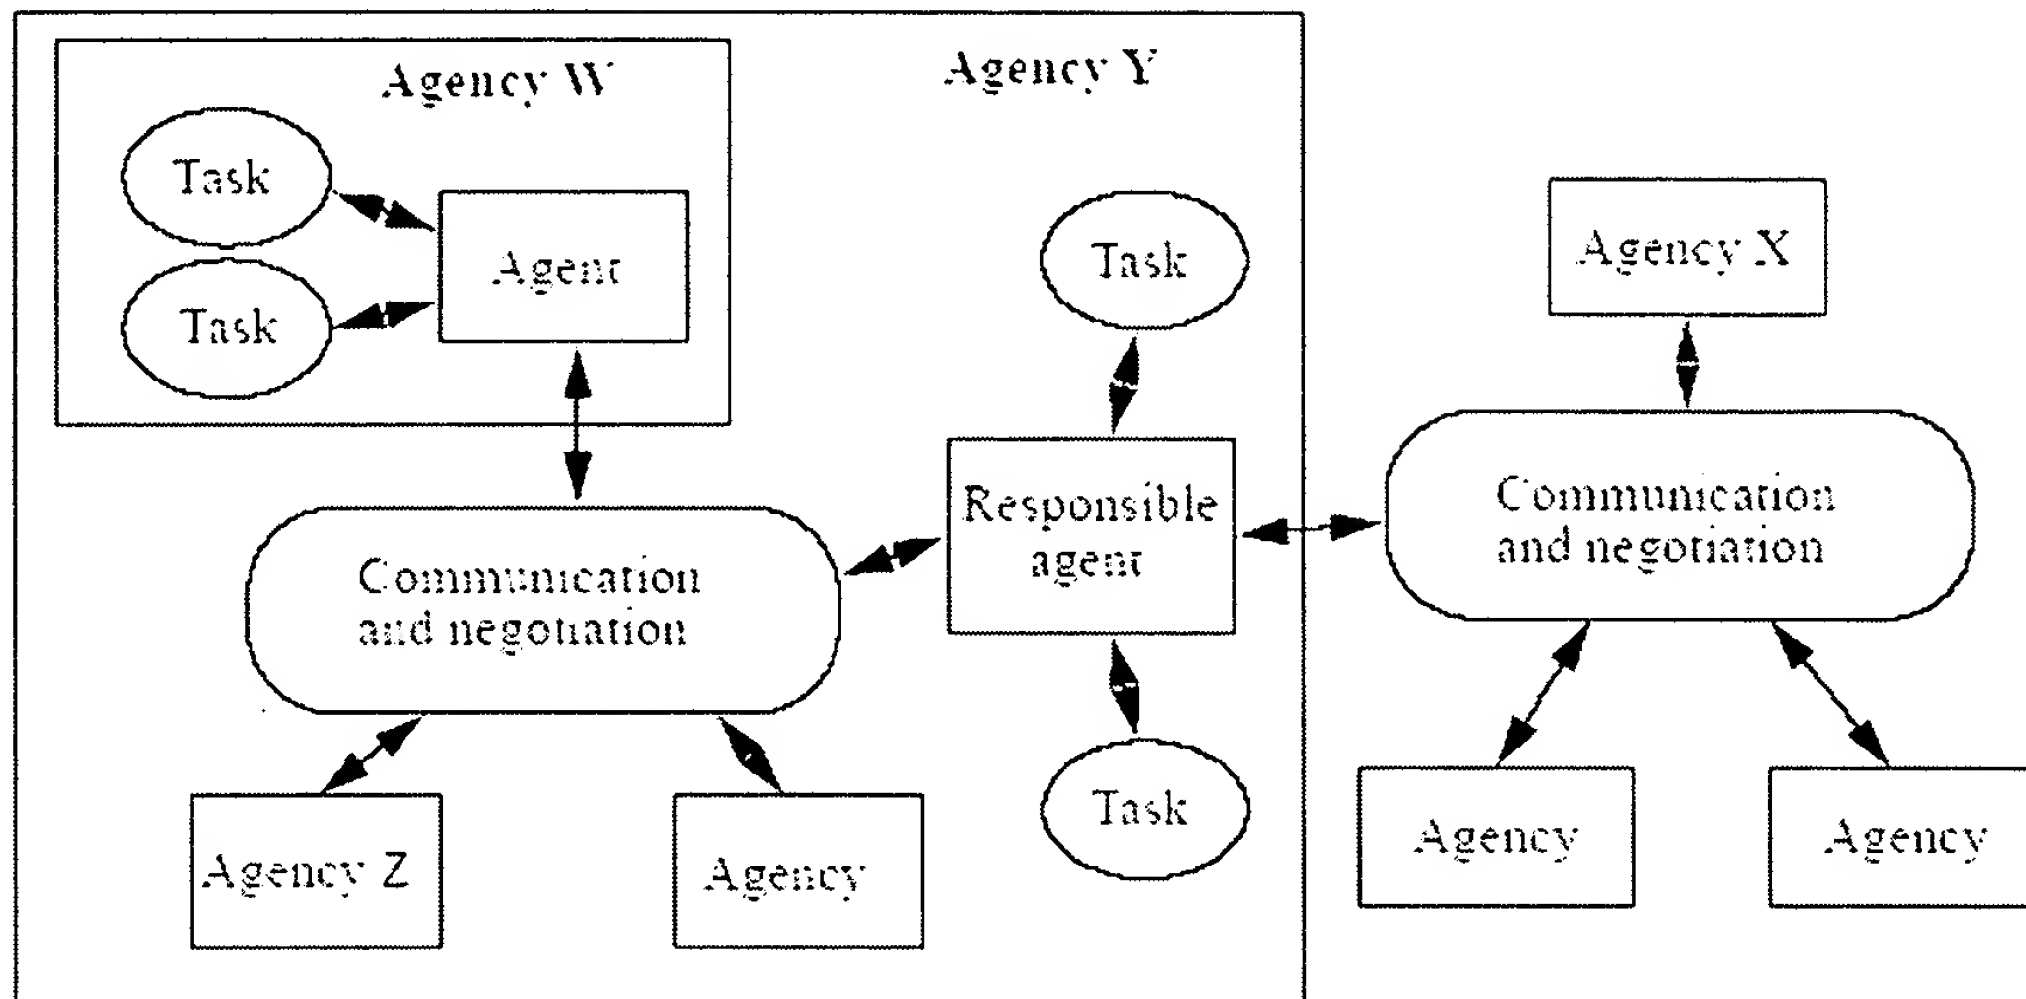 Agency W
Agency Y
Task
Agent
Task
Task
Agency X
Responsible
agent
Communication
and negotiation
Communication
and negotiation
Task
Agency Z
Agency
Agency
Agency